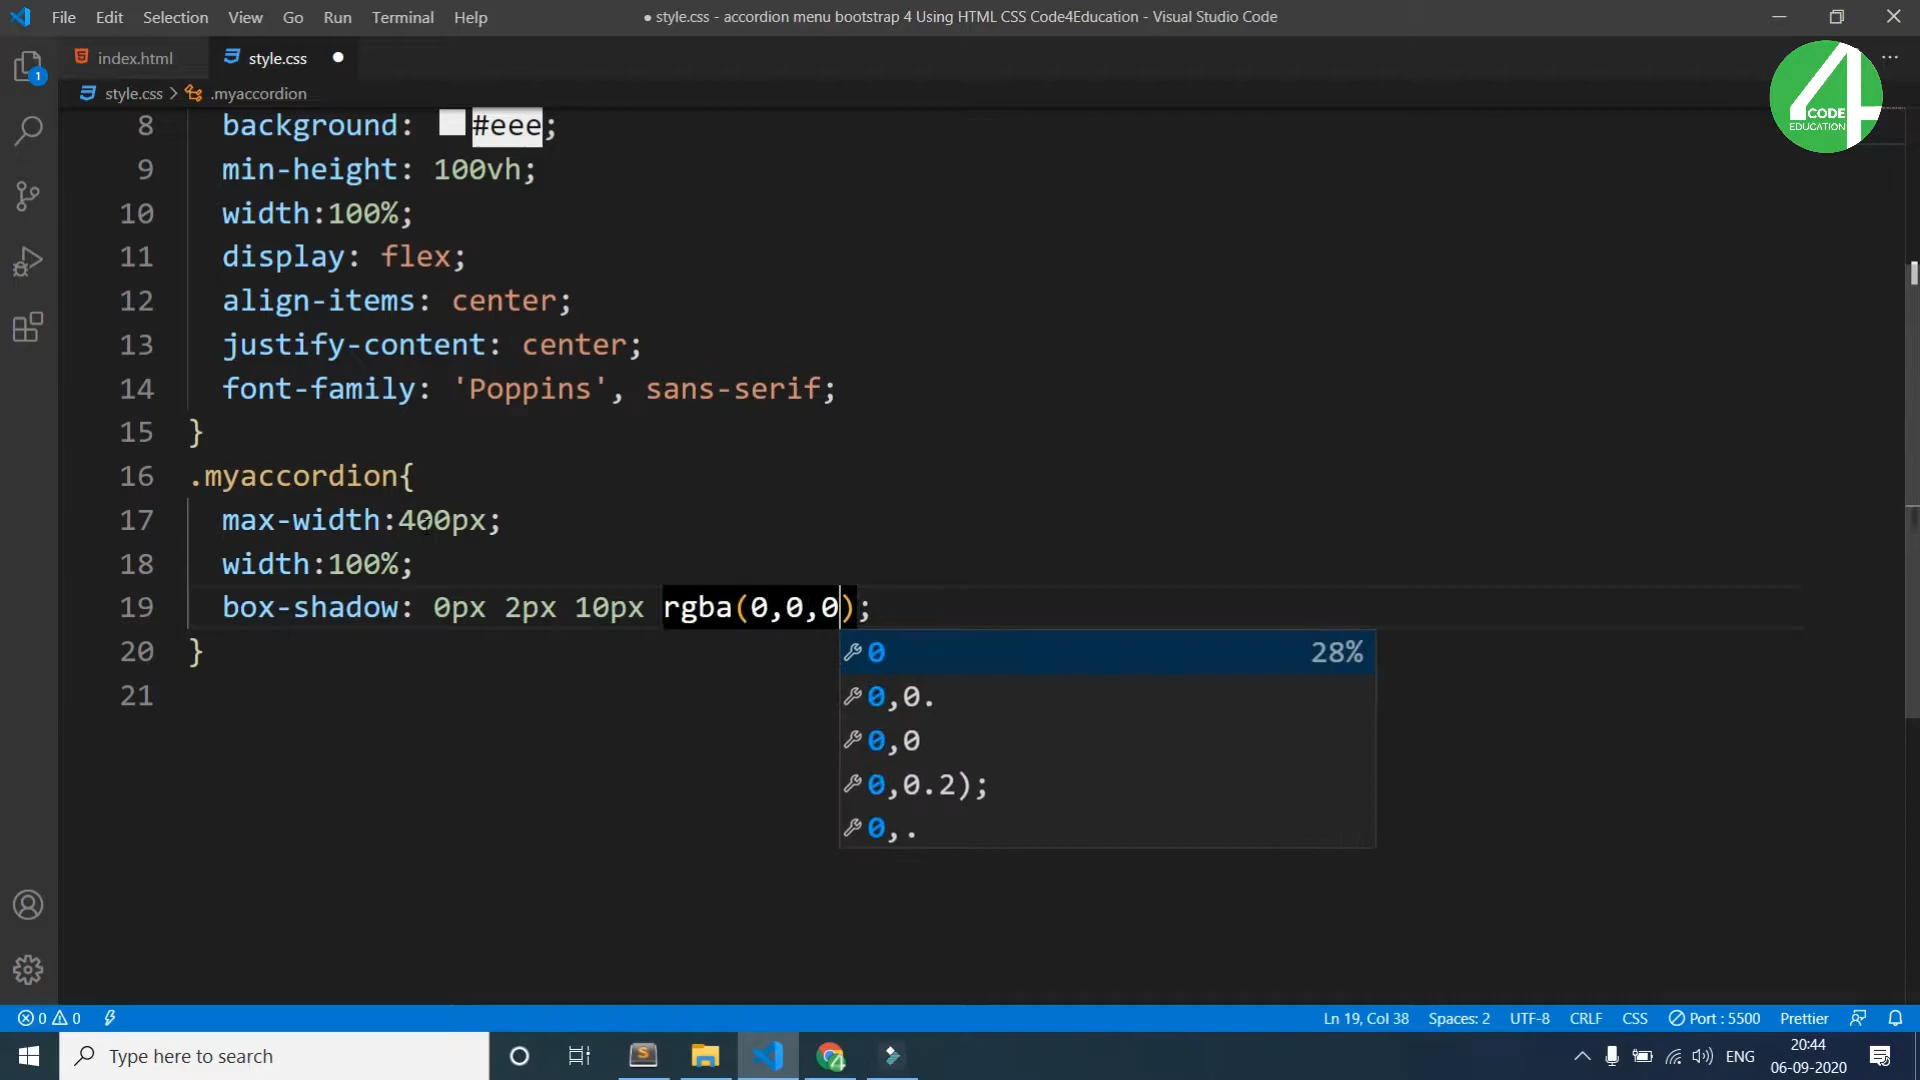 File Edit Selection View Go Run Terminal Help
● style.css - accordion menu bootstrap 4 Using HTML CSS Code4Education - Visual Studio Code
index.html
style.css ●
4
CODE
EDUCATION
1
style.css > .myaccordion
8 background: #eee;
9 min-height: 100vh;
10 width:100%;
11 display: flex;
12 align-items: center;
13 justify-content: center;
14 font-family: 'Poppins', sans-serif;
15 }
16 .myaccordion{
17 max-width:400px;
18 width:100%;
19 box-shadow: 0px 2px 10px rgba(0,0,0);
20 }
21
0 28%
0,0.
0,0
0,0.2);
0,.
0 0 Ln 19, Col 38 Spaces: 2 UTF-8 CRLF CSS Port : 5500 Prettier
Type here to search
S
4
ENG
20:44
06-09-2020